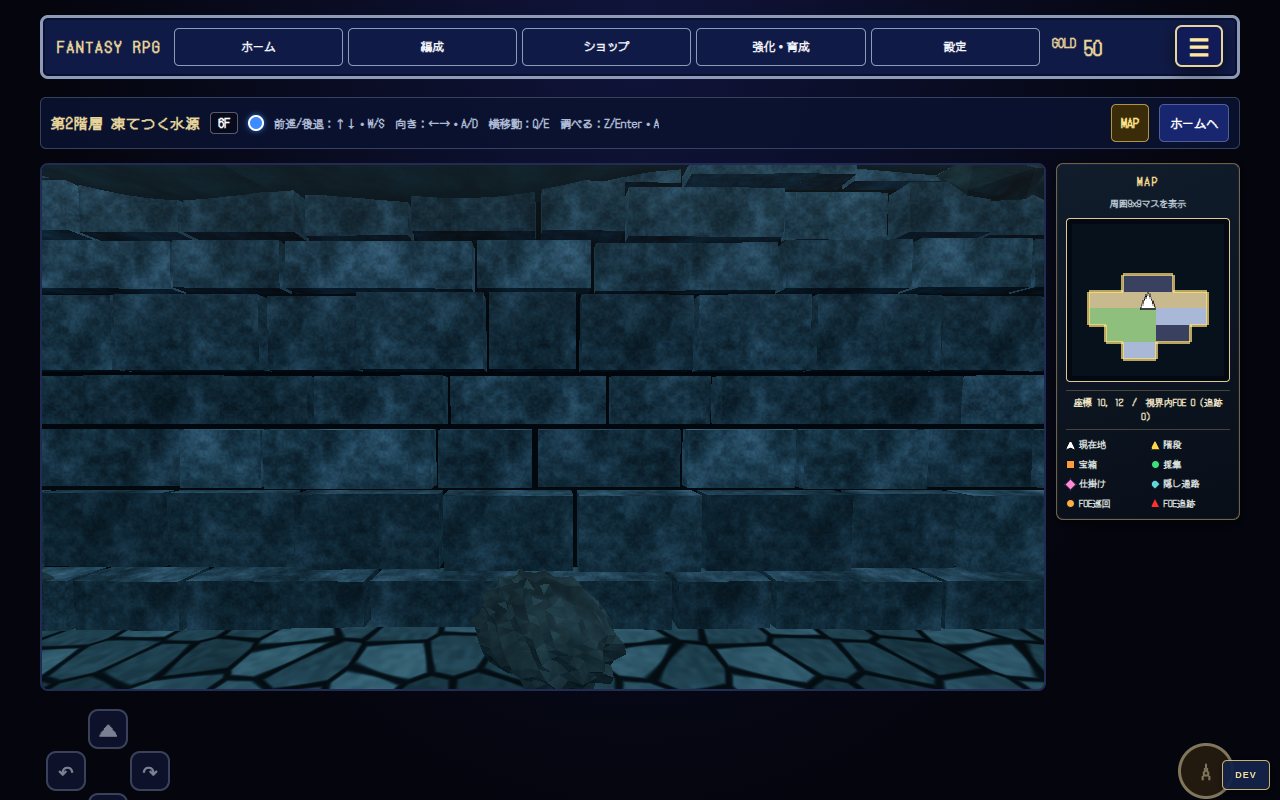 FANTASY RPG ホーム 編成 ショップ 強化・育成 設定 GOLD 50
第2階層 凍てつく水源 6F 前進/後退：↑↓・W/S 向き：←→・A/D 横移動：Q/E 調べる：Z/Enter・A MAP ホームへ
MAP
周囲9x9マスを表示
座標 10, 12 / 視界内FOE 0（追跡
0）
現在地 階段
宝箱 採集
仕掛け 隠し通路
FOE巡回 FOE追跡
A
DEV